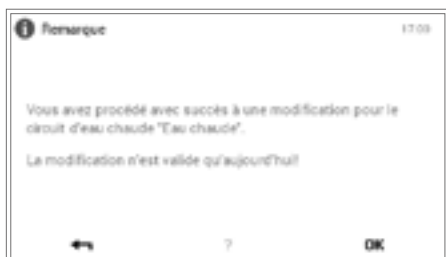 Remarque 17:09
Vous avez procédé avec succès à une modification pour le
circuit d'eau chaude "Eau chaude".
La modification n'est valide qu'aujourd'hui!
? OK